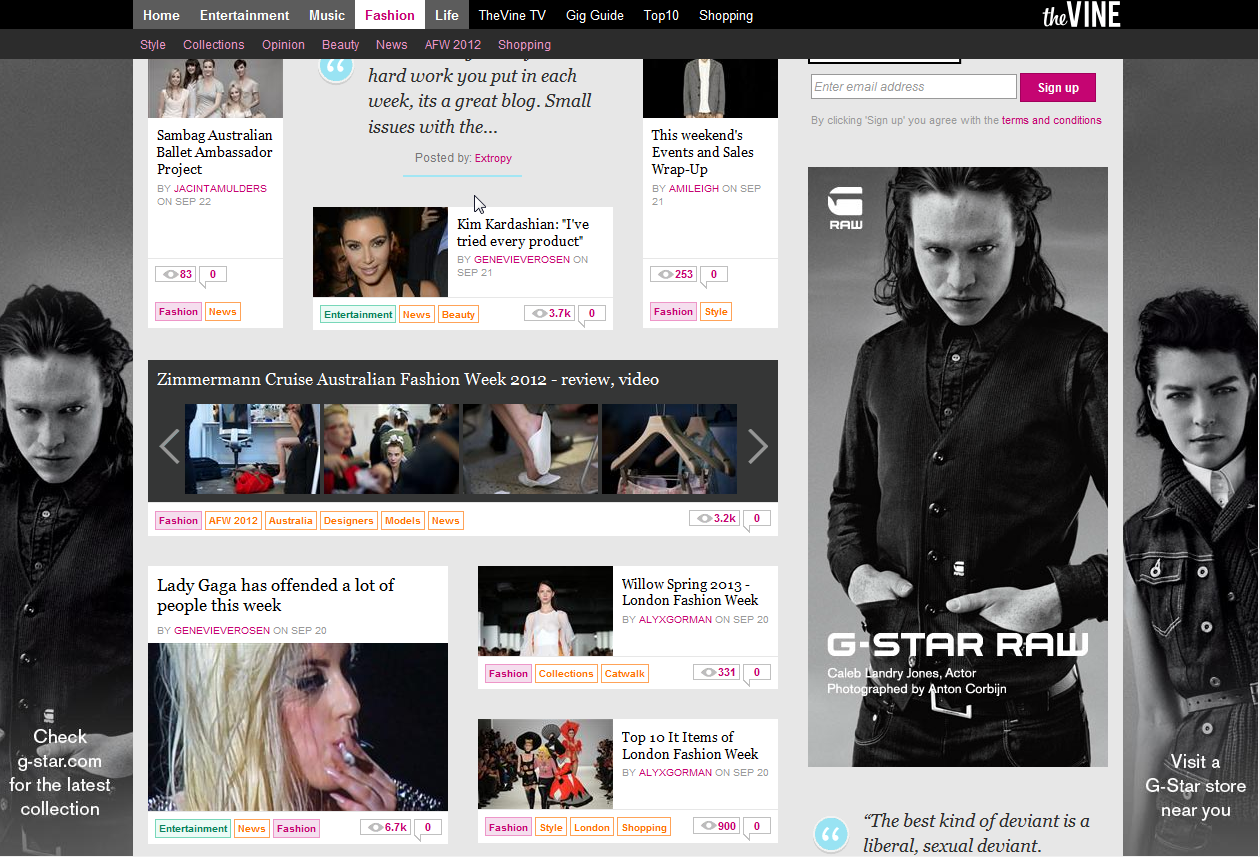 Home Entertainment Music Fashion Life TheVine TV Gig Guide Top10 Shopping
theVINE
Style Collections Opinion Beauty News AFW 2012 Shopping
Sambag Australian
Ballet Ambassador
Project
BY JACINTAMULDERS
ON SEP 22
83 0
Fashion News
hard work you put in each
week, its a great blog. Small
issues with the...
Posted by: Extropy
Kim Kardashian: "I've
tried every product"
BY GENEVIEVEROSEN ON
SEP 21
Entertainment News Beauty 3.7k 0
This weekend's
Events and Sales
Wrap-Up
BY AMILEIGH ON SEP
21
253 0
Fashion Style
Enter email address Sign up
By clicking 'Sign up' you agree with the terms and conditions
G
RAW
Zimmermann Cruise Australian Fashion Week 2012 - review, video
Fashion AFW 2012 Australia Designers Models News 3.2k 0
Lady Gaga has offended a lot of
people this week
BY GENEVIEVEROSEN ON SEP 20
Entertainment News Fashion 6.7k 0
Willow Spring 2013 -
London Fashion Week
BY ALYXGORMAN ON SEP 20
Fashion Collections Catwalk 331 0
Top 10 It Items of
London Fashion Week
BY ALYXGORMAN ON SEP 20
Fashion Style London Shopping 900 0
G-STAR RAW
Caleb Landry Jones, Actor
Photographed by Anton Corbijn
“The best kind of deviant is a
liberal, sexual deviant.
Check
g-star.com
for the latest
collection
Visit a
G-Star store
near you